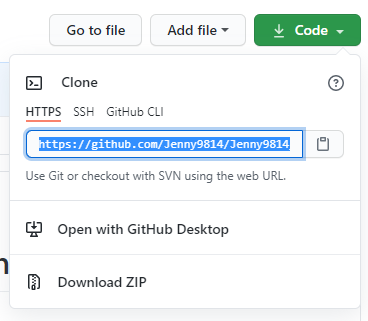 Go to file Add file Code
Clone
HTTPS SSH GitHub CLI
https://github.com/Jenny9814/Jenny9814
Use Git or checkout with SVN using the web URL.
Open with GitHub Desktop
Download ZIP